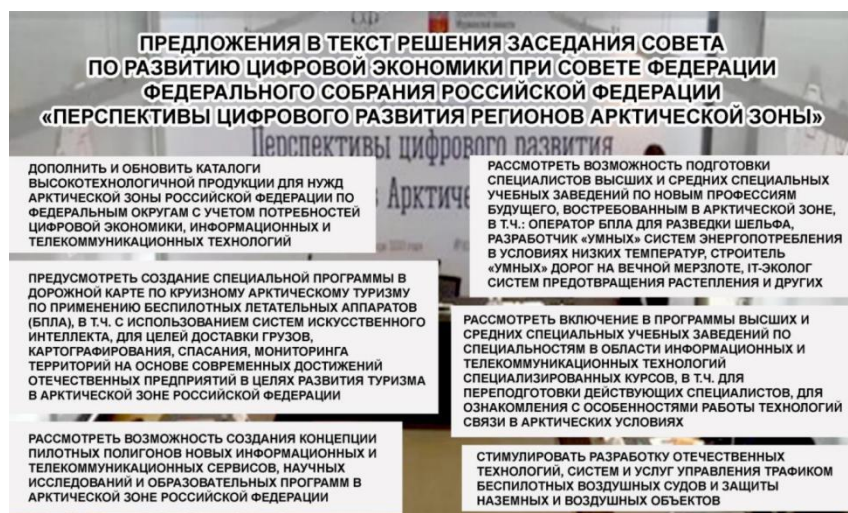 ПРЕДЛОЖЕНИЯ В ТЕКСТ РЕШЕНИЯ ЗАСЕДАНИЯ СОВЕТА
ПО РАЗВИТИЮ ЦИФРОВОЙ ЭКОНОМИКИ ПРИ СОВЕТЕ ФЕДЕРАЦИИ
ФЕДЕРАЛЬНОГО СОБРАНИЯ РОССИЙСКОЙ ФЕДЕРАЦИИ
«ПЕРСПЕКТИВЫ ЦИФРОВОГО РАЗВИТИЯ РЕГИОНОВ АРКТИЧЕСКОЙ ЗОНЫ»
Перспективы цифрового развития
Арктиче
ДОПОЛНИТЬ И ОБНОВИТЬ КАТАЛОГИ
ВЫСОКОТЕХНОЛОГИЧНОЙ ПРОДУКЦИИ ДЛЯ НУЖД
АРКТИЧЕСКОЙ ЗОНЫ РОССИЙСКОЙ ФЕДЕРАЦИИ ПО
ФЕДЕРАЛЬНЫМ ОКРУГАМ С УЧЕТОМ ПОТРЕБНОСТЕЙ
ЦИФРОВОЙ ЭКОНОМИКИ, ИНФОРМАЦИОННЫХ И
ТЕЛЕКОММУНИКАЦИОННЫХ ТЕХНОЛОГИЙ
ПРЕДУСМОТРЕТЬ СОЗДАНИЕ СПЕЦИАЛЬНОЙ ПРОГРАММЫ В
ДОРОЖНОЙ КАРТЕ ПО КРУИЗНОМУ АРКТИЧЕСКОМУ ТУРИЗМУ
ПО ПРИМЕНЕНИЮ БЕСПИЛОТНЫХ ЛЕТАТЕЛЬНЫХ АППАРАТОВ
(БПЛА), В Т.Ч. С ИСПОЛЬЗОВАНИЕМ СИСТЕМ ИСКУССТВЕННОГО
ИНТЕЛЛЕКТА, ДЛЯ ЦЕЛЕЙ ДОСТАВКИ ГРУЗОВ,
КАРТОГРАФИРОВАНИЯ, СПАСАНИЯ, МОНИТОРИНГА
ТЕРРИТОРИЙ НА ОСНОВЕ СОВРЕМЕННЫХ ДОСТИЖЕНИЙ
ОТЕЧЕСТВЕННЫХ ПРЕДПРИЯТИЙ В ЦЕЛЯХ РАЗВИТИЯ ТУРИЗМА
В АРКТИЧЕСКОЙ ЗОНЕ РОССИЙСКОЙ ФЕДЕРАЦИИ
РАССМОТРЕТЬ ВОЗМОЖНОСТЬ СОЗДАНИЯ КОНЦЕПЦИИ
ПИЛОТНЫХ ПОЛИГОНОВ НОВЫХ ИНФОРМАЦИОННЫХ И
ТЕЛЕКОММУНИКАЦИОННЫХ СЕРВИСОВ, НАУЧНЫХ
ИССЛЕДОВАНИЙ И ОБРАЗОВАТЕЛЬНЫХ ПРОГРАММ В
АРКТИЧЕСКОЙ ЗОНЕ РОССИЙСКОЙ ФЕДЕРАЦИИ
РАССМОТРЕТЬ ВОЗМОЖНОСТЬ ПОДГОТОВКИ
СПЕЦИАЛИСТОВ ВЫСШИХ И СРЕДНИХ СПЕЦИАЛЬНЫХ
УЧЕБНЫХ ЗАВЕДЕНИЙ ПО НОВЫМ ПРОФЕССИЯМ
БУДУЩЕГО, ВОСТРЕБОВАННЫМ В АРКТИЧЕСКОЙ ЗОНЕ,
В Т.Ч.: ОПЕРАТОР БПЛА ДЛЯ РАЗВЕДКИ ШЕЛЬФА,
РАЗРАБОТЧИК «УМНЫХ» СИСТЕМ ЭНЕРГОПОТРЕБЛЕНИЯ
В УСЛОВИЯХ НИЗКИХ ТЕМПЕРАТУР, СТРОИТЕЛЬ
«УМНЫХ» ДОРОГ НА ВЕЧНОЙ МЕРЗЛОТЕ, IT-ЭКОЛОГ
СИСТЕМ ПРЕДОТВРАЩЕНИЯ РАСТЕПЛЕНИЯ И ДРУГИХ
РАССМОТРЕТЬ ВКЛЮЧЕНИЕ В ПРОГРАММЫ ВЫСШИХ И
СРЕДНИХ СПЕЦИАЛЬНЫХ УЧЕБНЫХ ЗАВЕДЕНИЙ ПО
СПЕЦИАЛЬНОСТЯМ В ОБЛАСТИ ИНФОРМАЦИОННЫХ И
ТЕЛЕКОММУНИКАЦИОННЫХ ТЕХНОЛОГИЙ
СПЕЦИАЛИЗИРОВАННЫХ КУРСОВ, В Т.Ч. ДЛЯ
ПЕРЕПОДГОТОВКИ ДЕЙСТВУЮЩИХ СПЕЦИАЛИСТОВ, ДЛЯ
ОЗНАКОМЛЕНИЯ С ОСОБЕННОСТЯМИ РАБОТЫ ТЕХНОЛОГИЙ
СВЯЗИ В АРКТИЧЕСКИХ УСЛОВИЯХ
СТИМУЛИРОВАТЬ РАЗРАБОТКУ ОТЕЧЕСТВЕННЫХ
ТЕХНОЛОГИЙ, СИСТЕМ И УСЛУГ УПРАВЛЕНИЯ ТРАФИКОМ
БЕСПИЛОТНЫХ ВОЗДУШНЫХ СУДОВ И ЗАЩИТЫ
НАЗЕМНЫХ И ВОЗДУШНЫХ ОБЪЕКТОВ